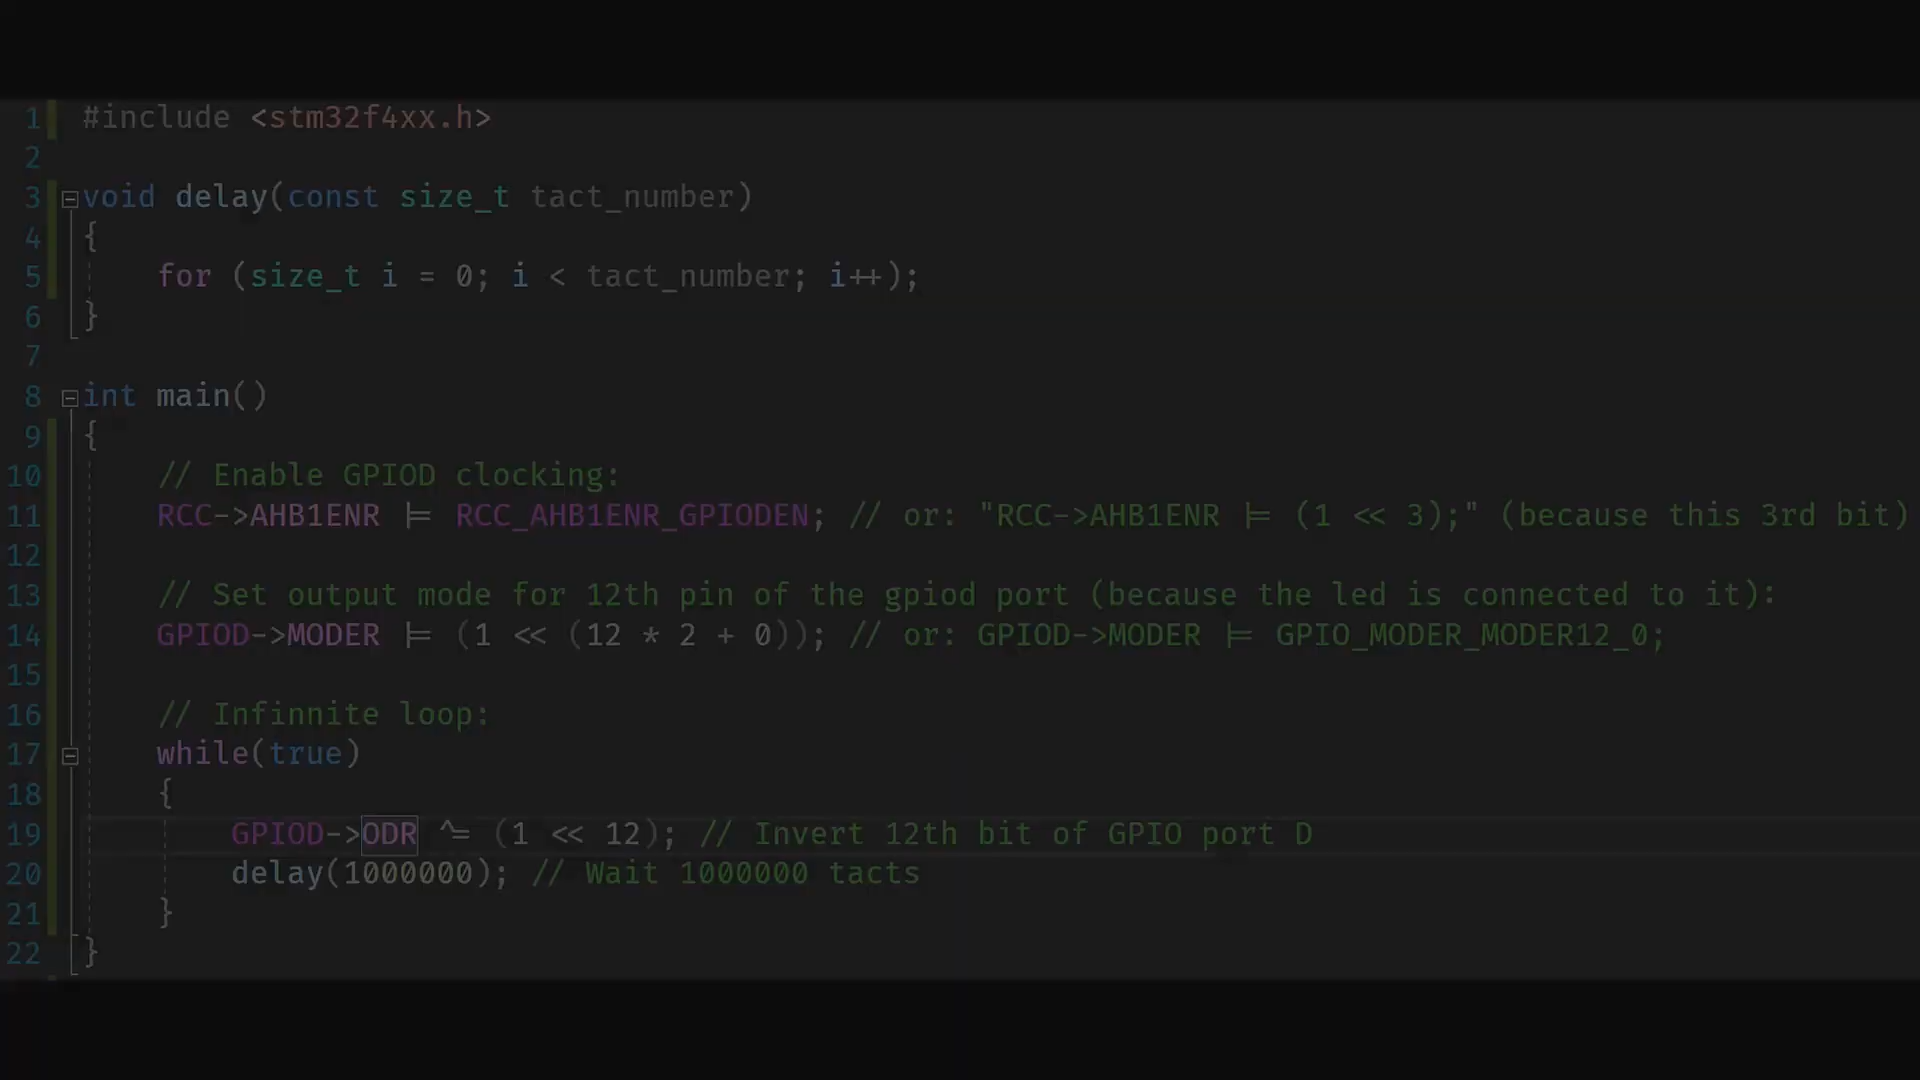 1 #include <stm32f4xx.h>
2
3 void delay(const size_t tact_number)
4 {
5     for (size_t i = 0; i < tact_number; i++);
6 }
7
8 int main()
9 {
10     // Enable GPIOD clocking:
11     RCC->AHB1ENR |= RCC_AHB1ENR_GPIODEN; // or: "RCC->AHB1ENR |= (1 << 3);" (because this 3rd bit)
12
13     // Set output mode for 12th pin of the gpiod port (because the led is connected to it):
14     GPIOD->MODER |= (1 << (12 * 2 + 0)); // or: GPIOD->MODER |= GPIO_MODER_MODER12_0;
15
16     // Infinnite loop:
17     while(true)
18     {
19         GPIOD->ODR ^= (1 << 12); // Invert 12th bit of GPIO port D
20         delay(1000000); // Wait 1000000 tacts
21     }
22 }